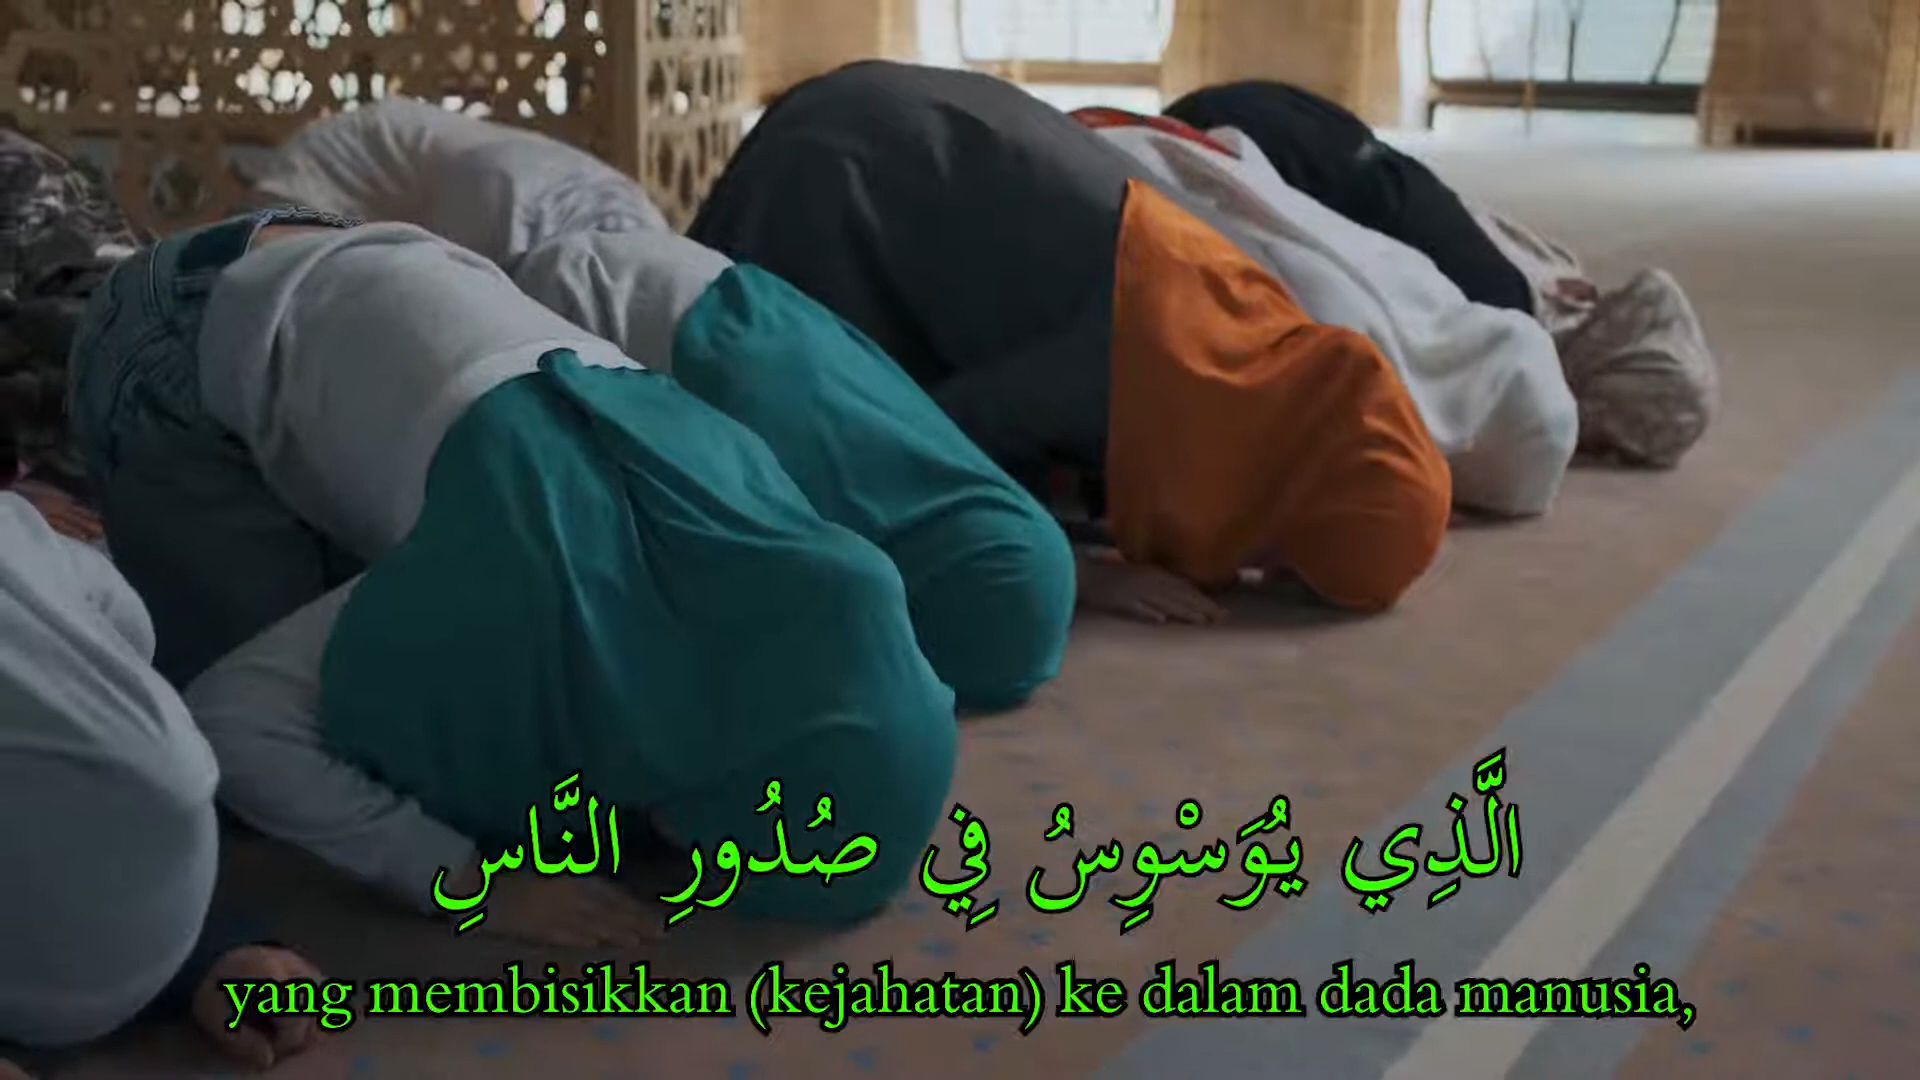 الَّذِي يُوَسْوِسُ فِي صُدُورِ النَّاسِ
yang membisikkan (kejahatan) ke dalam dada manusia,